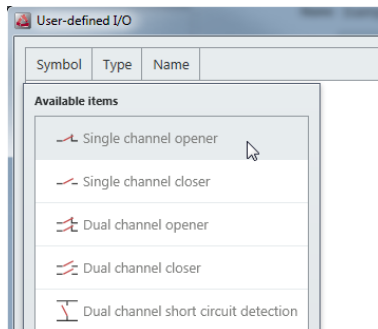 User-defined I/O
Symbol Type Name
Available items
Single channel opener
Single channel closer
Dual channel opener
Dual channel closer
Dual channel short circuit detection